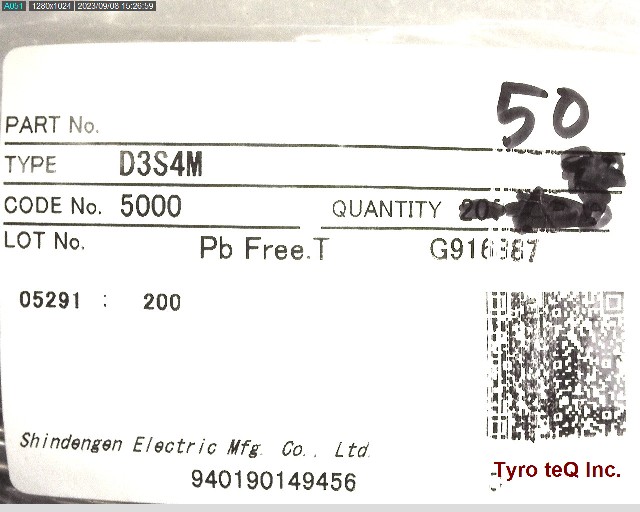 A051 1280x1024 2023/09/08 15:26:59
50
PART No.
TYPE D3S4M
CODE No. 5000 QUANTITY
LOT No. Pb Free.T
05291 : 200
Shindengen Electric Mfg. Co., Ltd.
940190149456
Tyro teQ Inc.